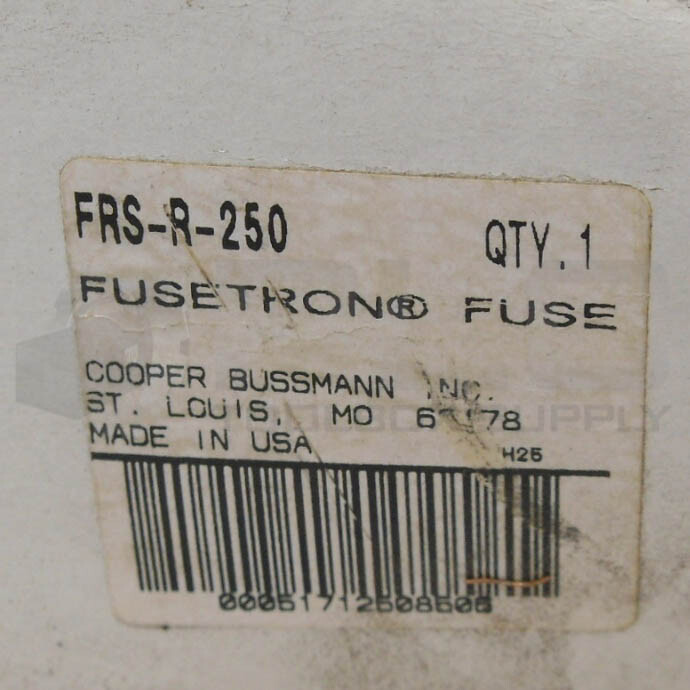 FRS-R-250 QTY.1
FUSETRON® FUSE
COOPER BUSSMANN INC.
ST. LOUIS, MO
MADE IN USA H25